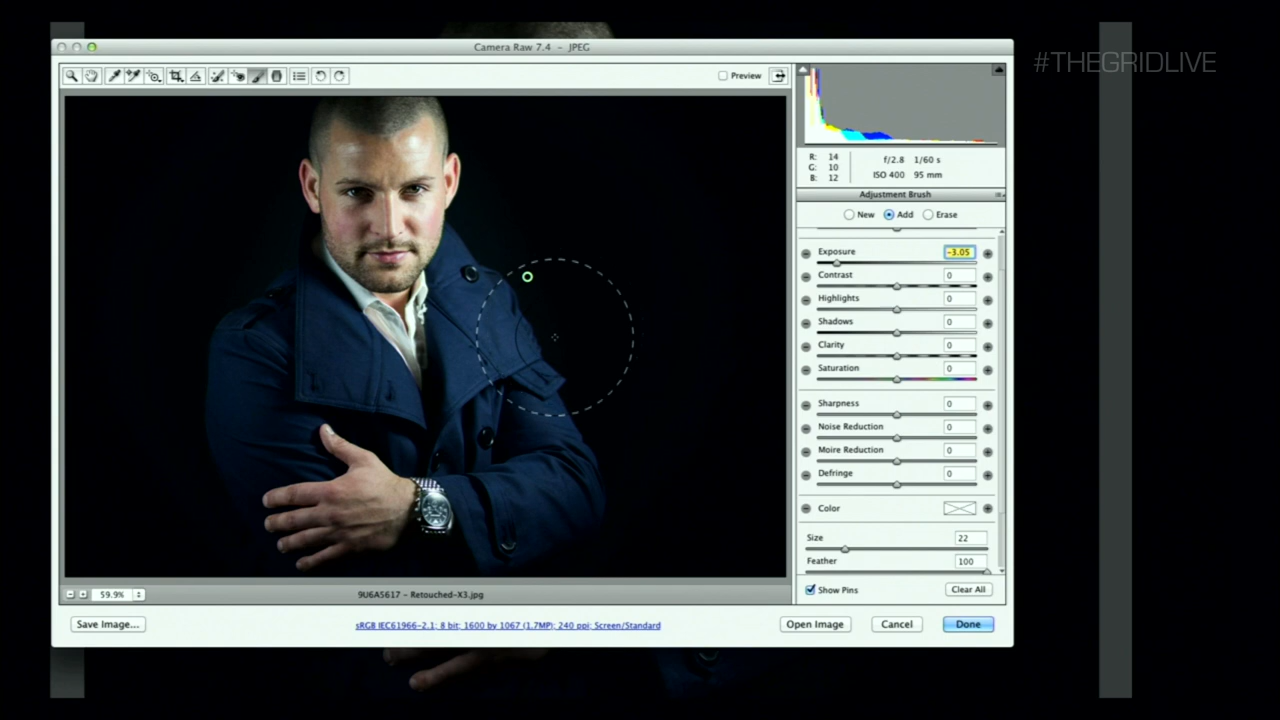 Camera Raw 7.4 – JPEG
#THEGRIDLIVE
Preview
R: 14
G: 10
B: 12
f/2.8 1/60 s
ISO 400 95 mm
Adjustment Brush
New Add Erase
Exposure -3.05
Contrast 0
Highlights 0
Shadows 0
Clarity 0
Saturation 0
Sharpness 0
Noise Reduction 0
Moire Reduction 0
Defringe 0
Color
Size 22
Feather 100
Show Pins Clear All
59.9% 9U6A5617 – Retouched-X3.jpg
Save Image... sRGB IEC61966-2.1; 8 bit; 1600 by 1067 (1.7MP); 240 ppi; Screen/Standard Open Image Cancel Done